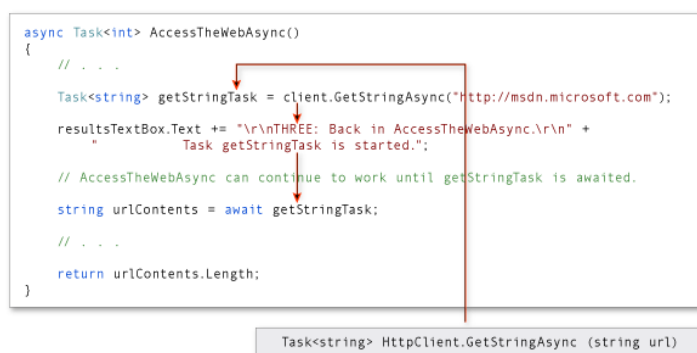 async Task<int> AccessTheWebAsync()
{
// . . .
Task<string> getStringTask = client.GetStringAsync("http://msdn.microsoft.com");
resultsTextBox.Text += "\r\nTHREE: Back in AccessTheWebAsync.\r\n" +
"           Task getStringTask is started.";
// AccessTheWebAsync can continue to work until getStringTask is awaited.
string urlContents = await getStringTask;
// . . .
return urlContents.Length;
}
Task<string> HttpClient.GetStringAsync (string url)